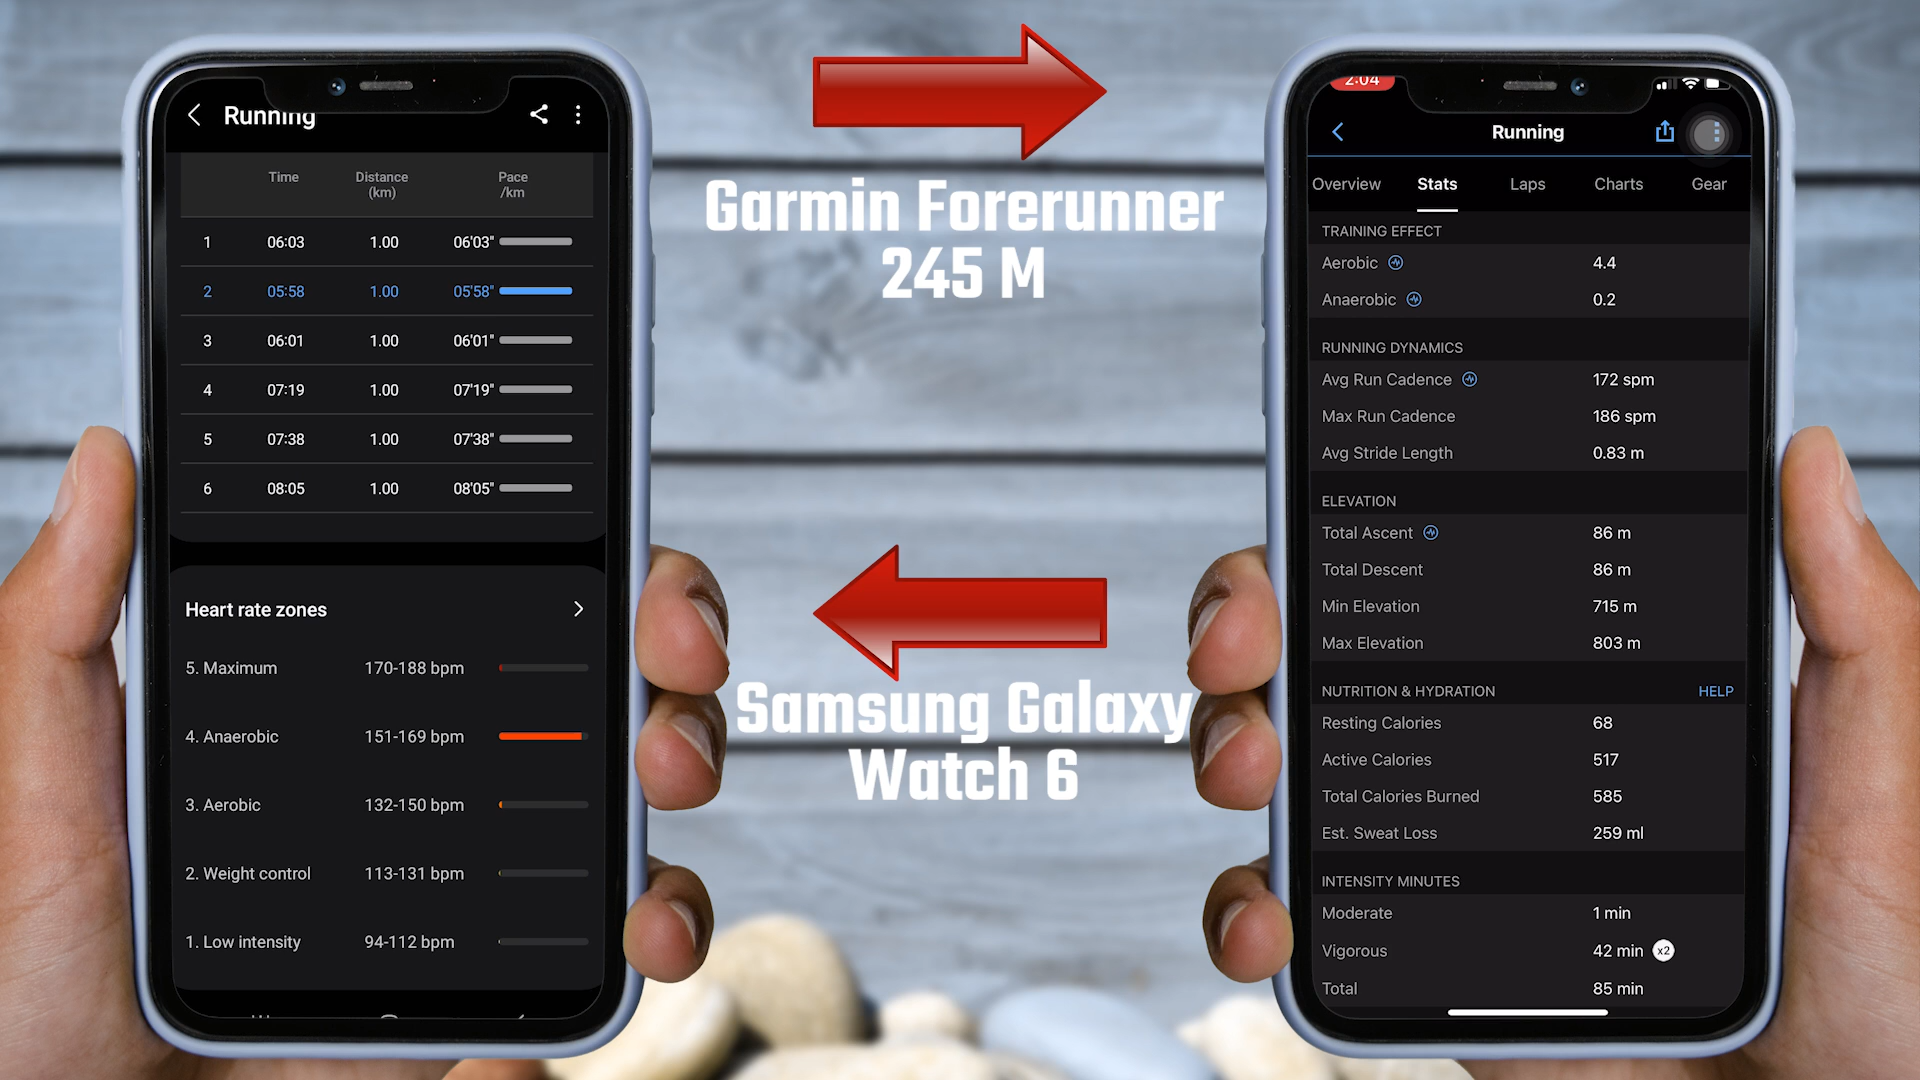 Running
Time Distance (km) Pace /km
1 06:03 1.00 06'03"
2 05:58 1.00 05'58"
3 06:01 1.00 06'01"
4 07:19 1.00 07'19"
5 07:38 1.00 07'38"
6 08:05 1.00 08'05"
Heart rate zones
5. Maximum 170-188 bpm
4. Anaerobic 151-169 bpm
3. Aerobic 132-150 bpm
2. Weight control 113-131 bpm
1. Low intensity 94-112 bpm
Garmin Forerunner
245 M
Samsung Galaxy
Watch 6
2:04
Running
Overview Stats Laps Charts Gear
TRAINING EFFECT
Aerobic 4.4
Anaerobic 0.2
RUNNING DYNAMICS
Avg Run Cadence 172 spm
Max Run Cadence 186 spm
Avg Stride Length 0.83 m
ELEVATION
Total Ascent 86 m
Total Descent 86 m
Min Elevation 715 m
Max Elevation 803 m
NUTRITION & HYDRATION HELP
Resting Calories 68
Active Calories 517
Total Calories Burned 585
Est. Sweat Loss 259 ml
INTENSITY MINUTES
Moderate 1 min
Vigorous 42 min x2
Total 85 min